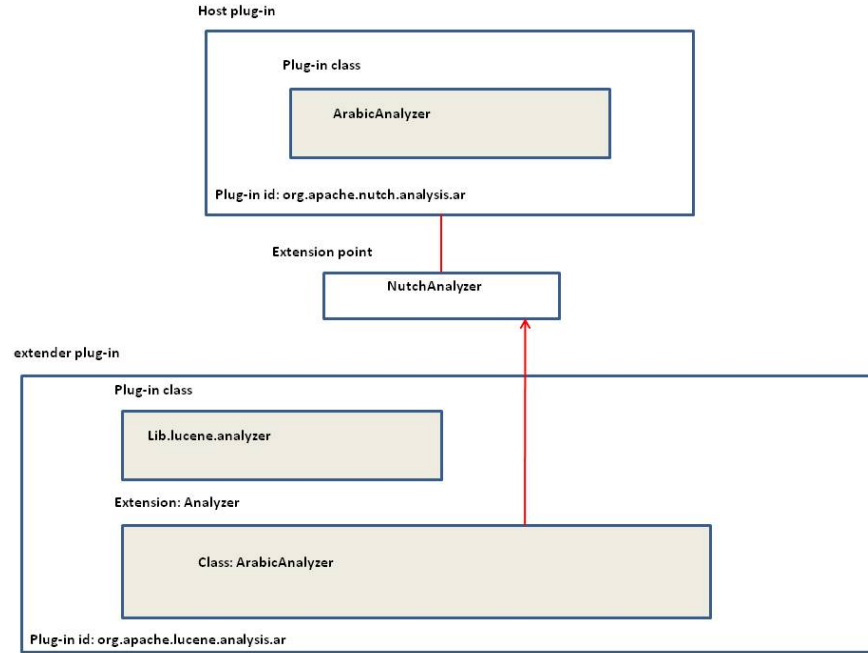 Host plug-in
Plug-in class
ArabicAnalyzer
Plug-in id: org.apache.nutch.analysis.ar
Extension point
NutchAnalyzer
extender plug-in
Plug-in class
Lib.lucene.analyzer
Extension: Analyzer
Class: ArabicAnalyzer
Plug-in id: org.apache.lucene.analysis.ar